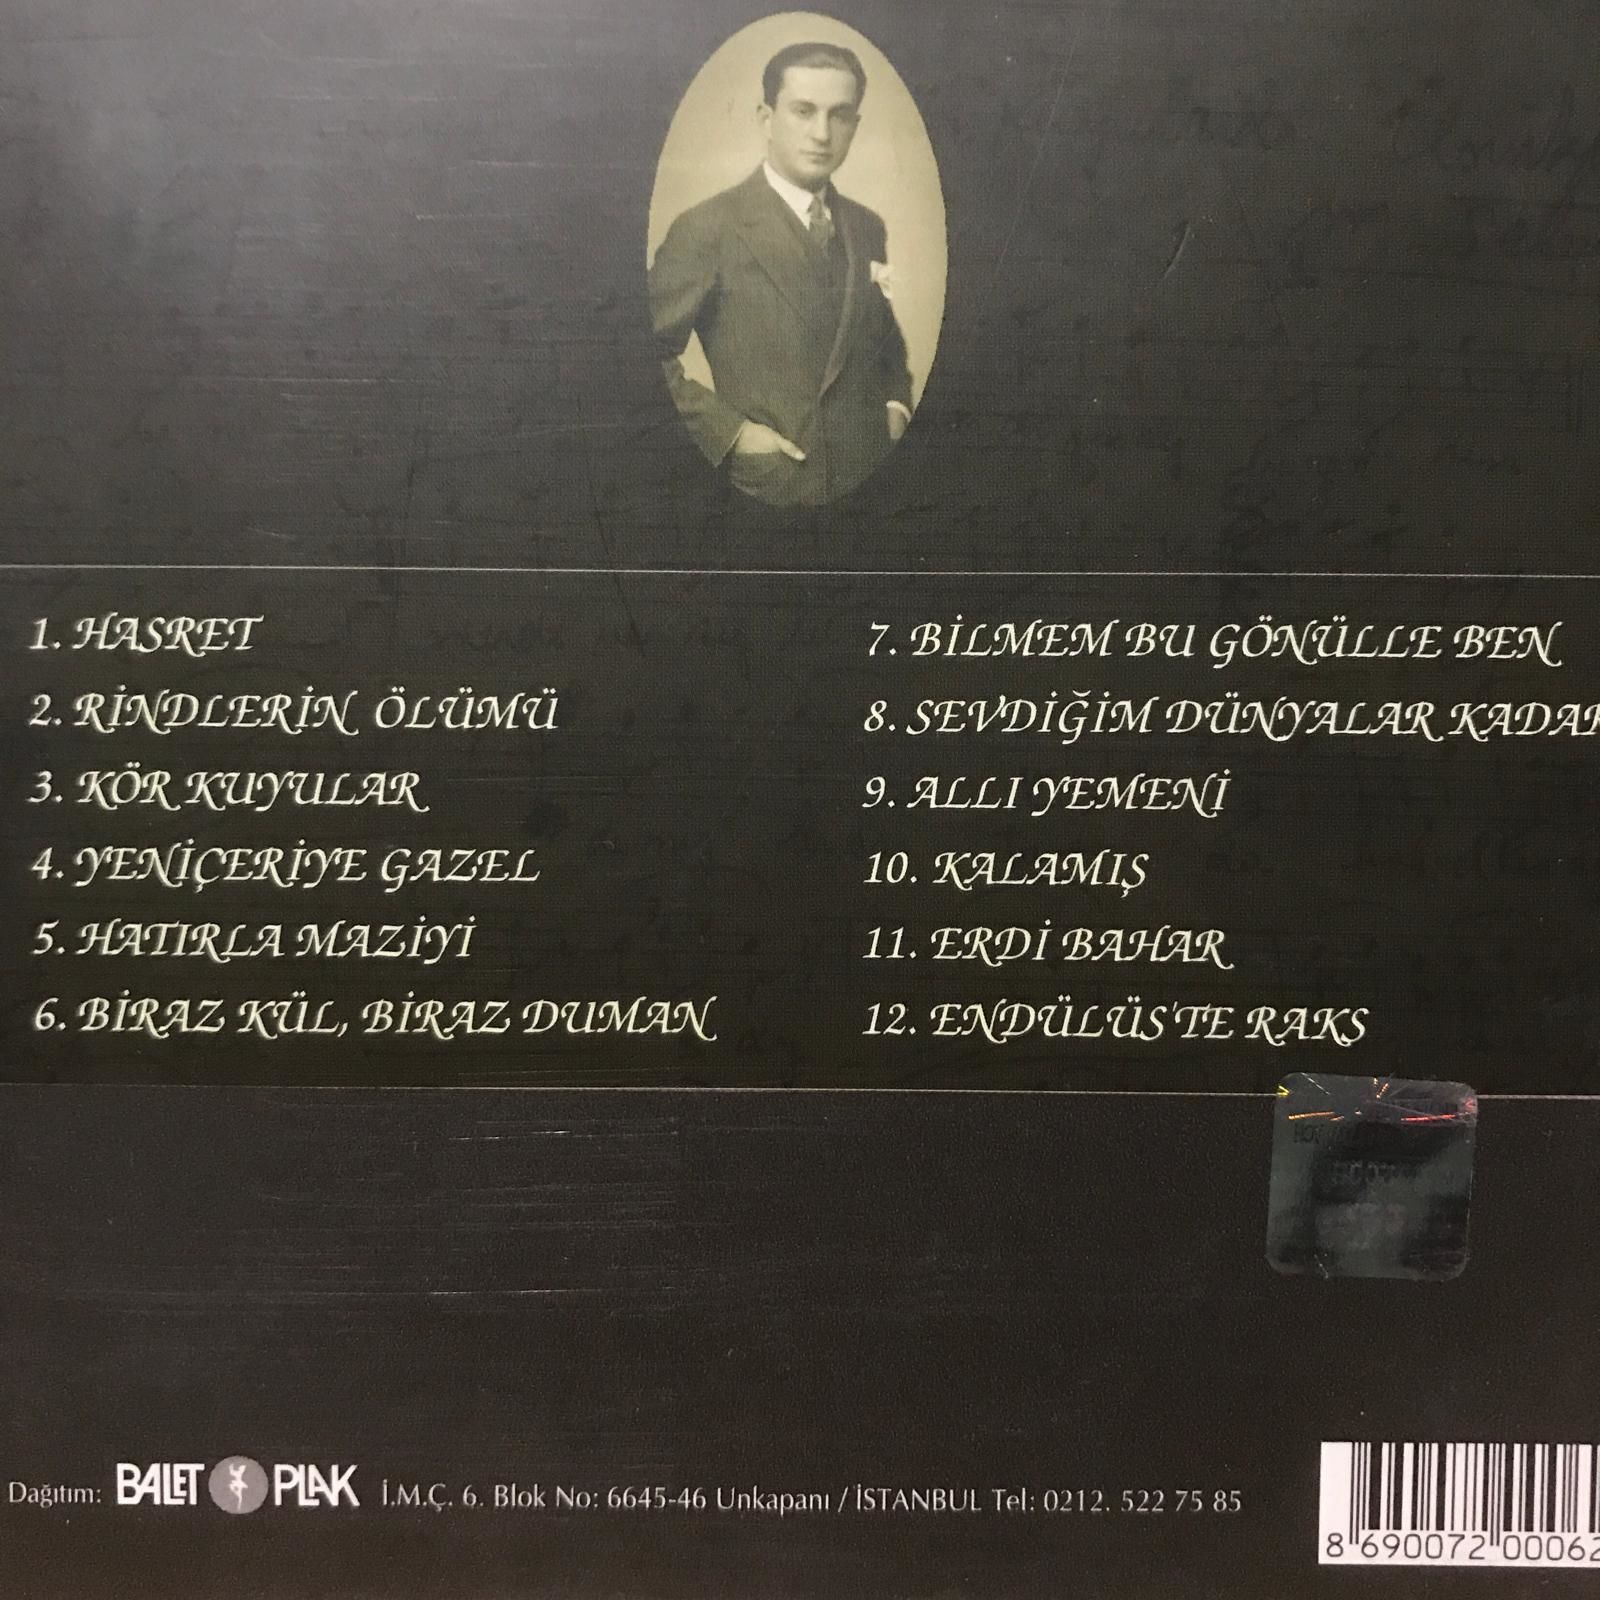 1. HASRET
2. RİNDLERİN ÖLÜMÜ
3. KÖR KUYULAR
4. YENİÇERİYE GAZEL
5. HATIRLA MAZİYİ
6. BİRAZ KÜL, BİRAZ DUMAN
7. BİLMEM BU GÖNÜLLE BEN
8. SEVDİĞİM DÜNYALAR KADAR
9. ALLI YEMENİ
10. KALAMIŞ
11. ERDİ BAHAR
12. ENDÜLÜS'TE RAKS
Dağıtım: BALET PLAK İ.M.Ç. 6. Blok No: 6645-46 Unkapanı / İSTANBUL Tel: 0212. 522 75 85
8 690072 00062